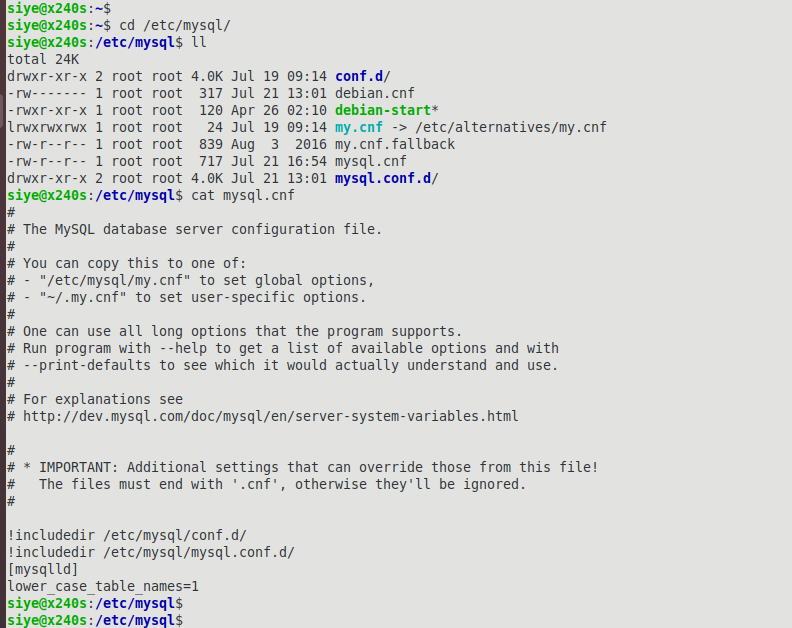 siye@x240s:~$
siye@x240s:~$ cd /etc/mysql/
siye@x240s:/etc/mysql$ ll
total 24K
drwxr-xr-x 2 root root 4.0K Jul 19 09:14 conf.d/
-rw------- 1 root root  317 Jul 21 13:01 debian.cnf
-rwxr-xr-x 1 root root  120 Apr 26 02:10 debian-start*
lrwxrwxrwx 1 root root   24 Jul 19 09:14 my.cnf -> /etc/alternatives/my.cnf
-rw-r--r-- 1 root root  839 Aug  3  2016 my.cnf.fallback
-rw-r--r-- 1 root root  717 Jul 21 16:54 mysql.cnf
drwxr-xr-x 2 root root 4.0K Jul 21 13:01 mysql.conf.d/
siye@x240s:/etc/mysql$ cat mysql.cnf
#
# The MySQL database server configuration file.
#
# You can copy this to one of:
# - "/etc/mysql/my.cnf" to set global options,
# - "~/.my.cnf" to set user-specific options.
#
# One can use all long options that the program supports.
# Run program with --help to get a list of available options and with
# --print-defaults to see which it would actually understand and use.
#
# For explanations see
# http://dev.mysql.com/doc/mysql/en/server-system-variables.html

#
# * IMPORTANT: Additional settings that can override those from this file!
#   The files must end with '.cnf', otherwise they'll be ignored.
#

!includedir /etc/mysql/conf.d/
!includedir /etc/mysql/mysql.conf.d/
[mysqlld]
lower_case_table_names=1
siye@x240s:/etc/mysql$
siye@x240s:/etc/mysql$